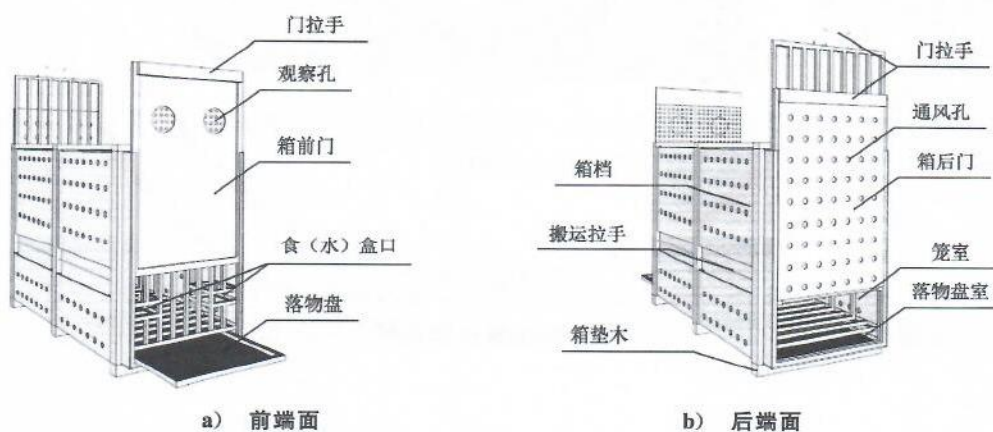 门拉手
观察孔
箱前门
食（水）盒口
落物盘
a） 前端面
门拉手
通风孔
箱后门
箱档
搬运拉手
笼室
落物盘室
箱垫木
b） 后端面